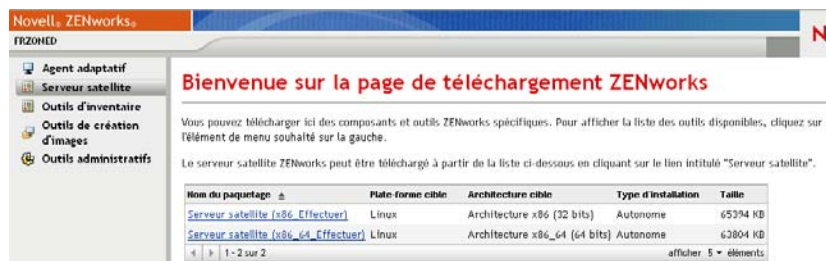 Novell® ZENworks®
N
FRZONED
Agent adaptatif
Serveur satellite
Outils d'inventaire
Outils de création
d'images
Outils administratifs
Bienvenue sur la page de téléchargement ZENworks
Vous pouvez télécharger ici des composants et outils ZENworks spécifiques. Pour afficher la liste des outils disponibles, cliquez sur
l'élément de menu souhaité sur la gauche.
Le serveur satellite ZENworks peut être téléchargé à partir de la liste ci-dessous en cliquant sur le lien intitulé "Serveur satellite".
Nom du paquetage Plate-forme cible Architecture cible Type d'installation Taille
Serveur satellite (x86_Effectuer) Linux Architecture x86 (32 bits) Autonome 65394 KB
Serveur satellite (x86_64_Effectuer) Linux Architecture x86_64 (64 bits) Autonome 63804 KB
1 - 2 sur 2 afficher 5 éléments